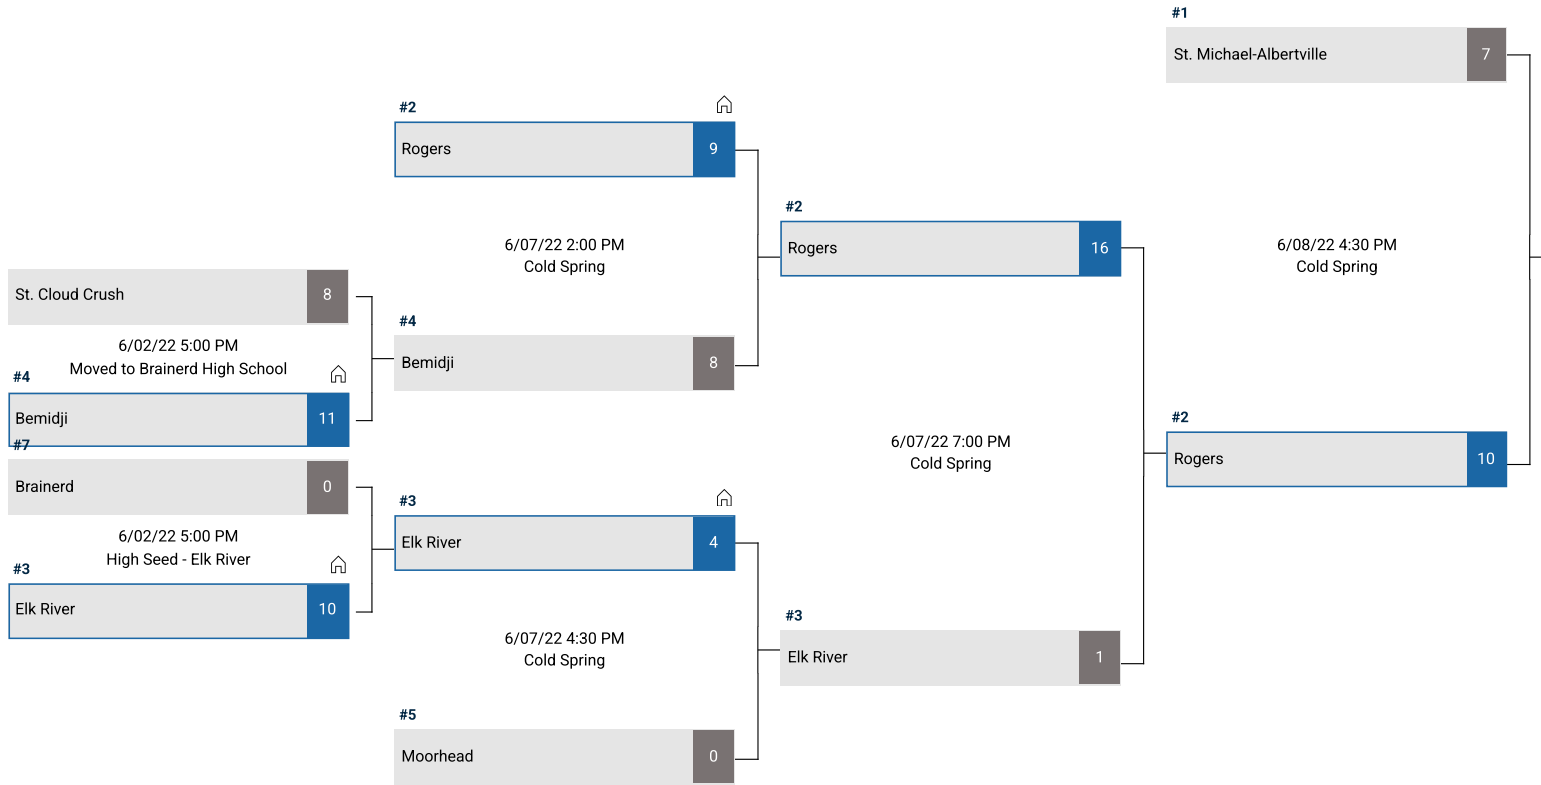 #1
St. Michael-Albertville
7
#2
Rogers
9
#2
Rogers
16
6/07/22 2:00 PM
Cold Spring
6/08/22 4:30 PM
Cold Spring
St. Cloud Crush
8
#4
Bemidji
8
6/02/22 5:00 PM
Moved to Brainerd High School
#4
Bemidji
11
#7
Brainerd
0
6/07/22 7:00 PM
Cold Spring
#2
Rogers
10
#3
Elk River
4
6/02/22 5:00 PM
High Seed - Elk River
#3
Elk River
10
6/07/22 4:30 PM
Cold Spring
#3
Elk River
1
#5
Moorhead
0